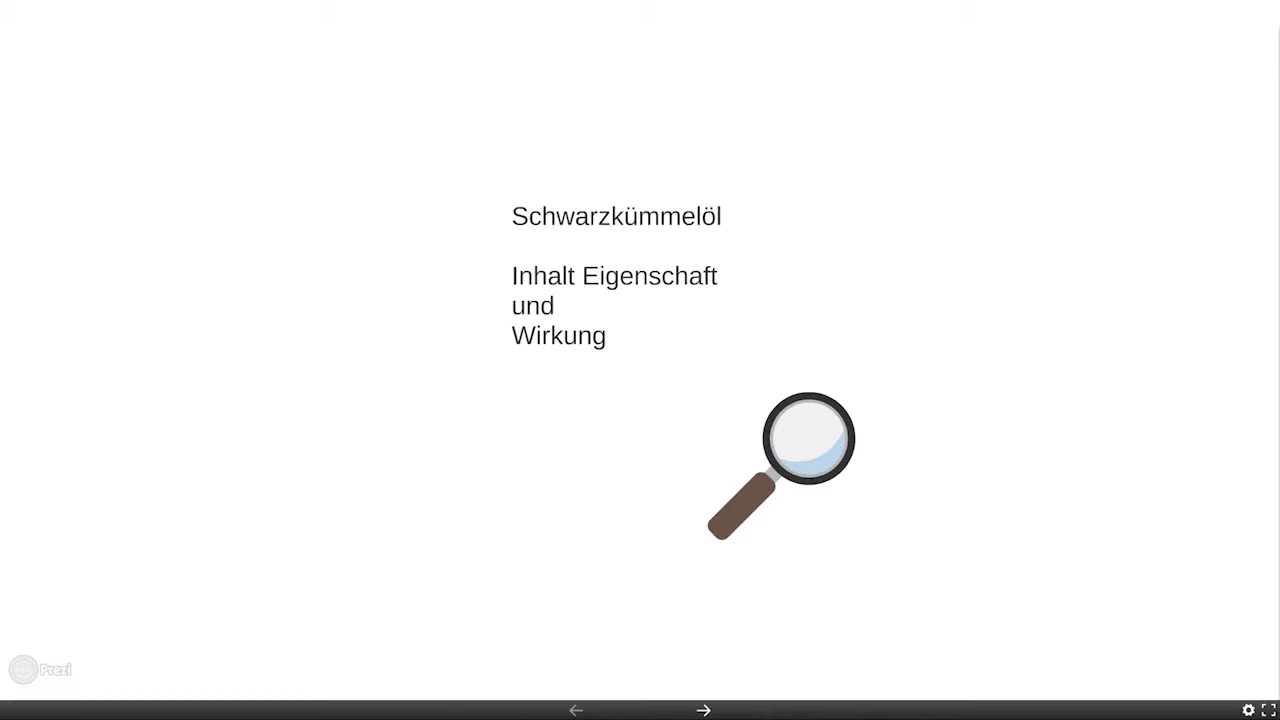 Schwarzkümmelöl
Inhalt Eigenschaft
und
Wirkung
Prezi